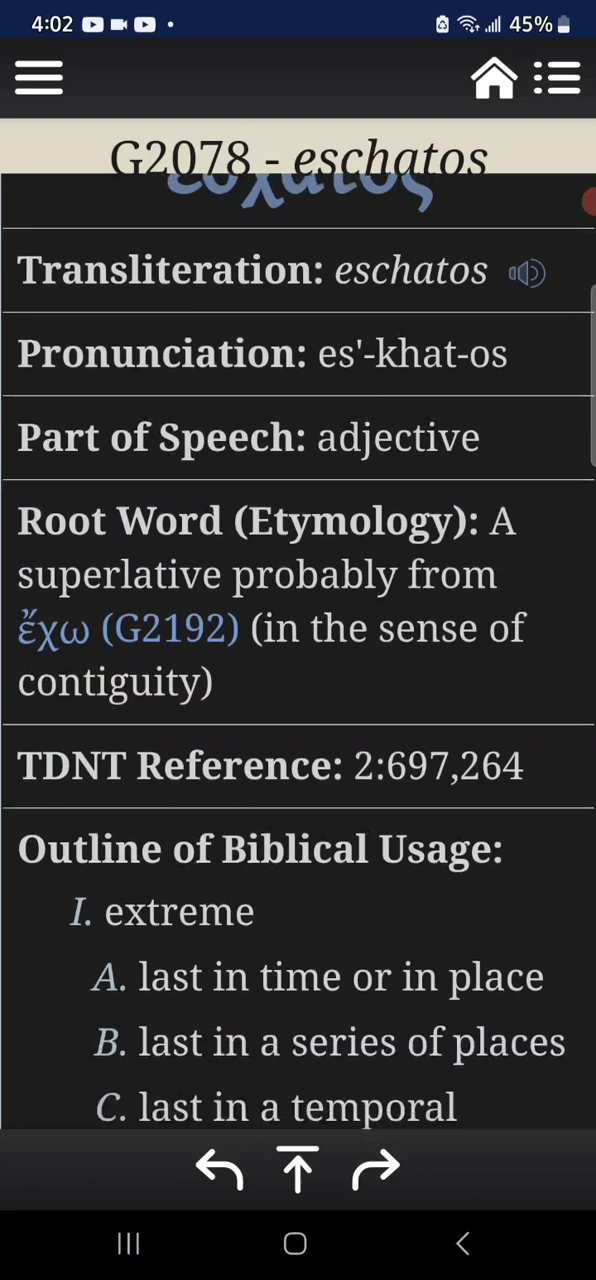 4:02 45%
G2078 - eschatos
ἔσχατος
Transliteration: eschatos
Pronunciation: es'-khat-os
Part of Speech: adjective
Root Word (Etymology): A
superlative probably from
ἔχω (G2192) (in the sense of
contiguity)
TDNT Reference: 2:697,264
Outline of Biblical Usage:
I. extreme
A. last in time or in place
B. last in a series of places
C. last in a temporal